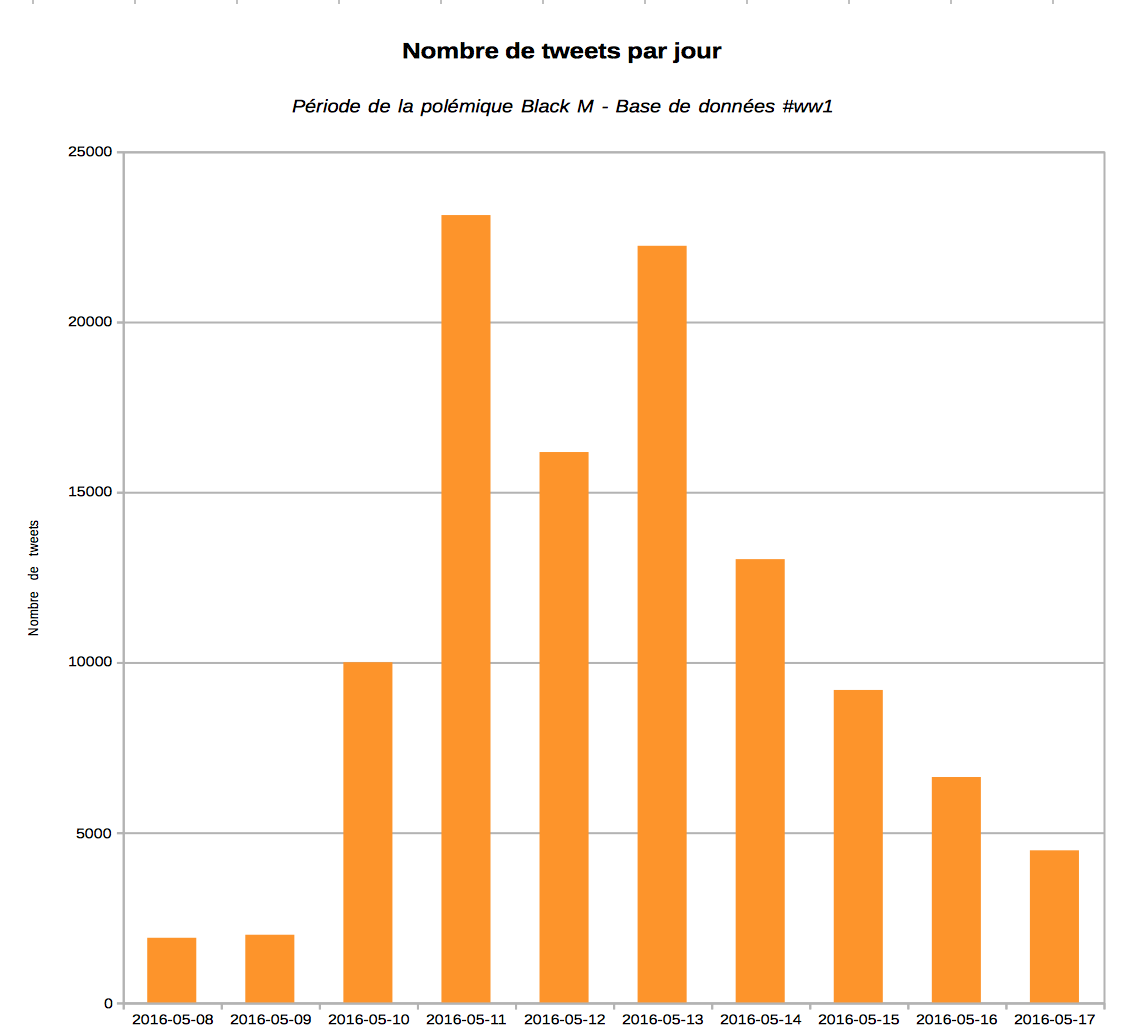 Nombre de tweets par jour
Période de la polémique Black M - Base de données #ww1
25000
20000
15000
10000
5000
0
Nombre de tweets
2016-05-08 2016-05-09 2016-05-10 2016-05-11 2016-05-12 2016-05-13 2016-05-14 2016-05-15 2016-05-16 2016-05-17